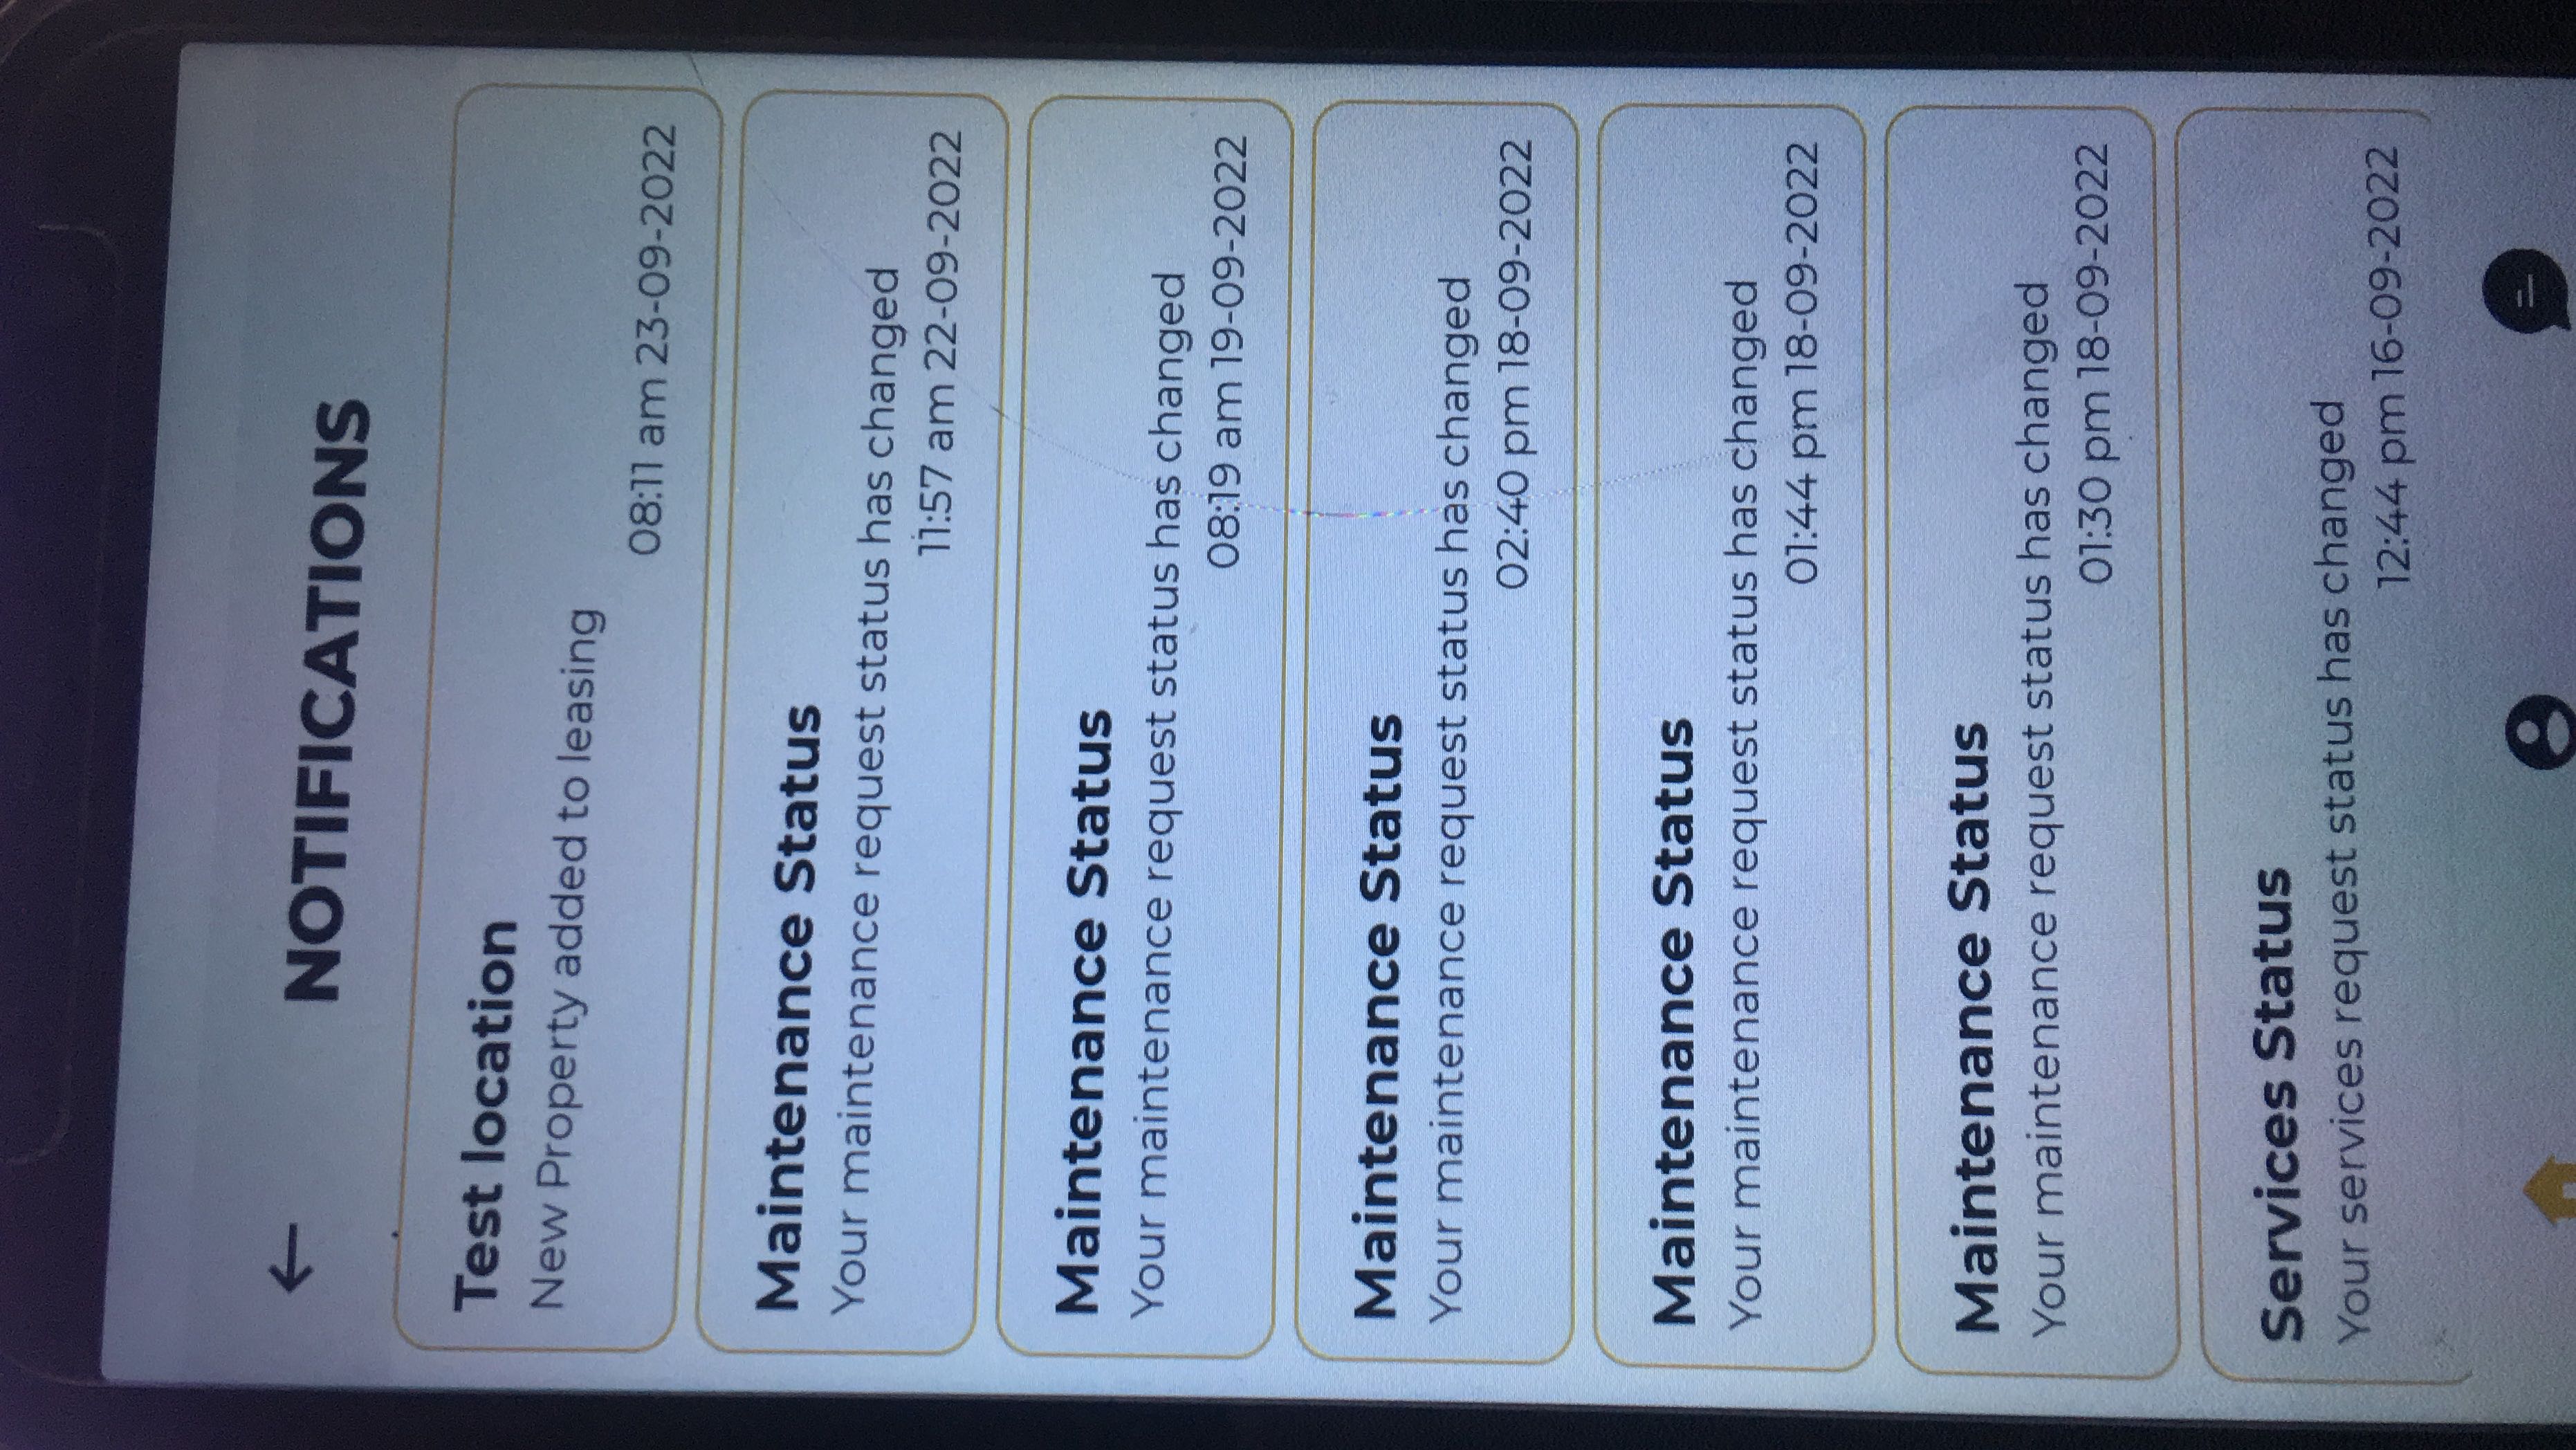 NOTIFICATIONS
Test location
New Property added to leasing
08:11 am 23-09-2022
Maintenance Status
Your maintenance request status has changed
11:57 am 22-09-2022
Maintenance Status
Your maintenance request status has changed
08:19 am 19-09-2022
Maintenance Status
Your maintenance request status has changed
02:40 pm 18-09-2022
Maintenance Status
Your maintenance request status has changed
01:44 pm 18-09-2022
Maintenance Status
Your maintenance request status has changed
01:30 pm 18-09-2022
Services Status
Your services request status has changed
12:44 pm 16-09-2022